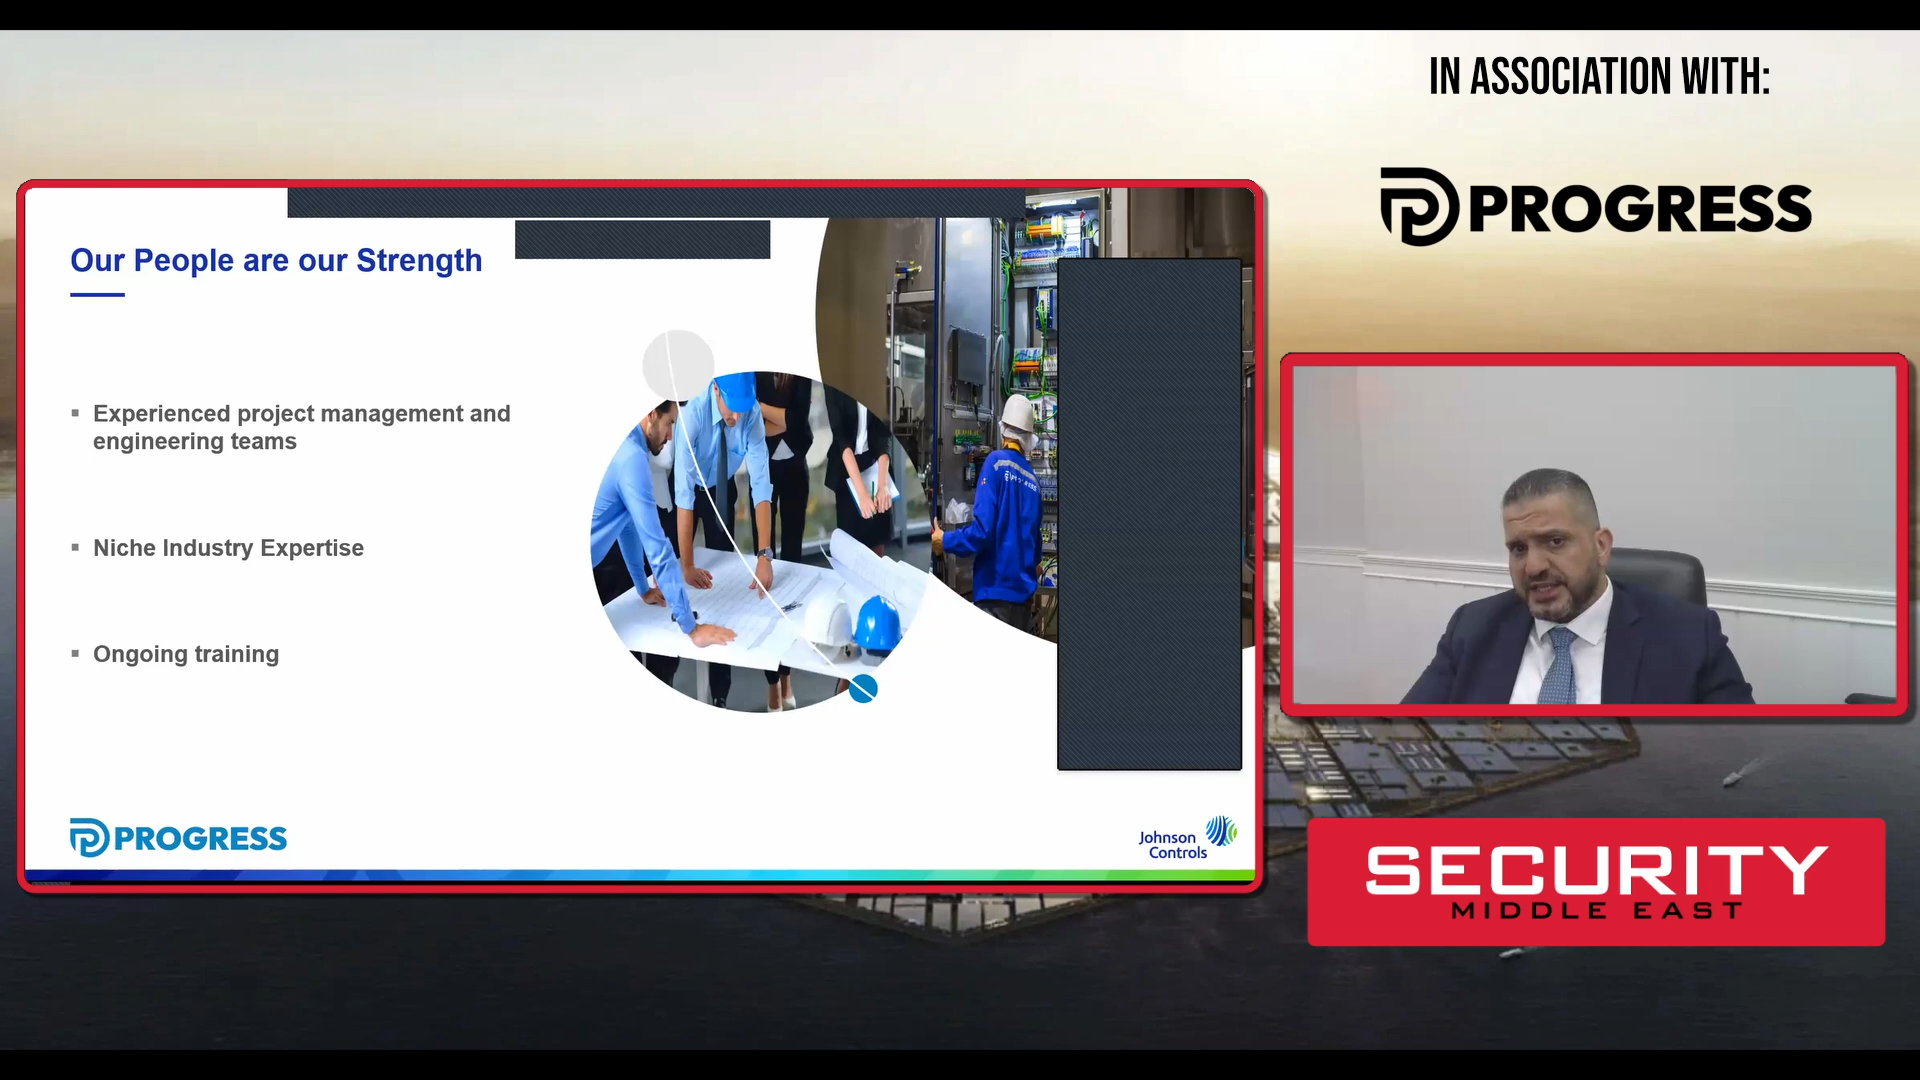 IN ASSOCIATION WITH:
PROGRESS
Our People are our Strength
▪ Experienced project management and
engineering teams
▪ Niche Industry Expertise
▪ Ongoing training
PROGRESS
Johnson
Controls
SECURITY
MIDDLE EAST